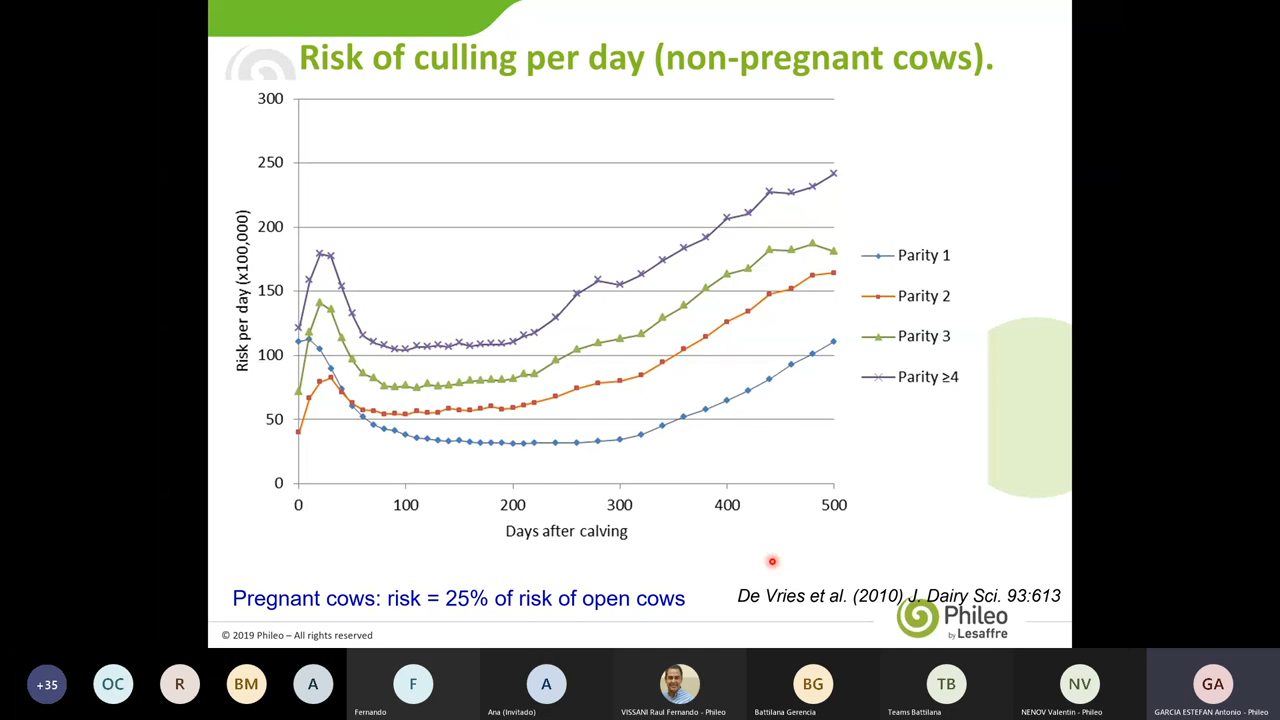 Risk of culling per day (non-pregnant cows).
300
250
200
150
100
50
0
Risk per day (x100,000)
0 100 200 300 400 500
Days after calving
Parity 1
Parity 2
Parity 3
Parity ≥4
Pregnant cows: risk = 25% of risk of open cows
De Vries et al. (2010) J. Dairy Sci. 93:613
© 2019 Phileo – All rights reserved
Phileo
by Lesaffre
+35 OC R BM A F A BG TB NV GA
Fernando Ana (Invitado) VISSANI Raul Fernando - Phileo Battilana Gerencia Teams Battilana NENOV Valentin - Phileo GARCIA ESTEFAN Antonio - Phileo